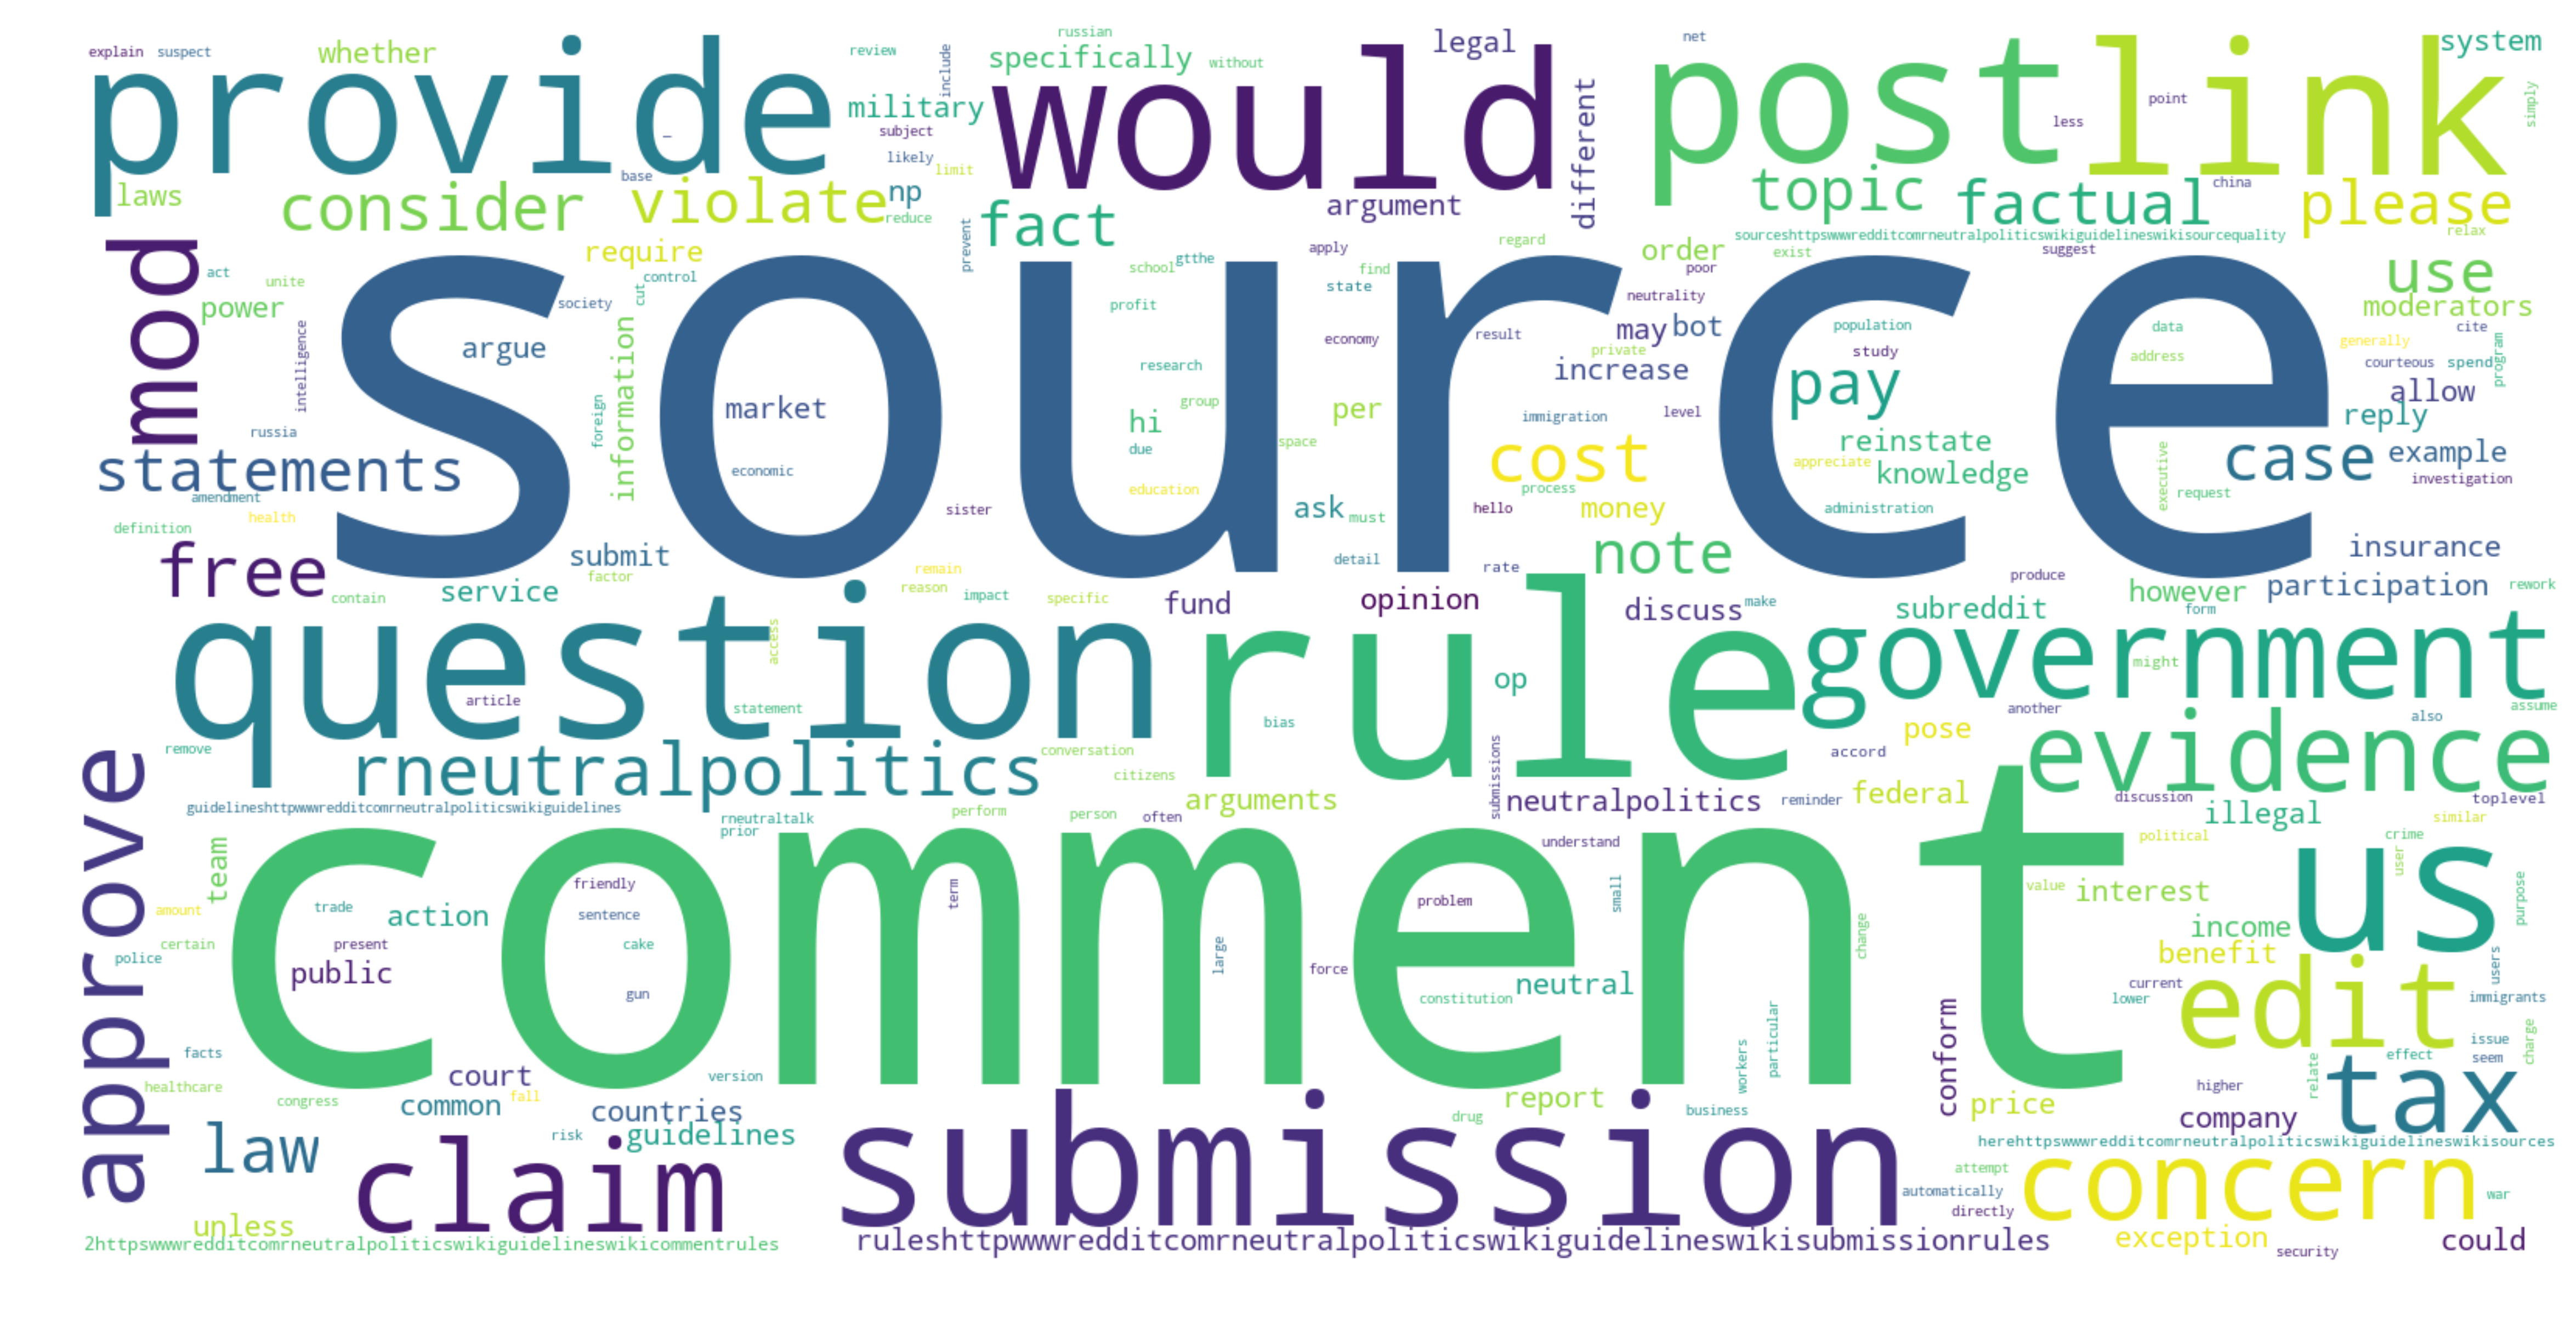 explain suspect whether review include russian specifically without legal net system
provide would post link
military subject likely limit different point less simply
laws consider base violate np reduce fact argument topic factual china please
sourceshttpswwwredditcomrneutralpoliticswikiguidelineswikisourcequality relax
mod act unite power require control cut society prevent school gtthe apply regard find state order exist poor suggest use
source
neutrality moderators
profit economy result may bot population data cite
argue information intelligence market research private study address generally program
increase pay courteous spend allow
foreign group hi per immigration level reply
russia due space cost reinstate case example
statements economic appreciate knowledge executive investigation
amendment health education process request
definition sister ask must hello money administration
free submit factor remain detail rate note produce insurance
contain service reason impact specific fund opinion discuss make subreddit however form participation rework
question rule government
access might
article statement op bias another also assume
remove rneutralpolitics conversation citizens submissions accord pose evidence
guidelineshttpwwwredditcomrneutralpoliticswikiguidelines arguments neutralpolitics reminder federal discussion toplevel
approve rneutraltalk prior perform person often illegal similar
comment
team understand political crime user
friendly term problem small value interest us purpose
amount trade action sentence income
certain present cake large change benefit
police public gun force constitution neutral current lower users immigrants
edit
facts workers particular conform issue charge
healthcare court version effect seem relate higher
congress common fall countries report drug business price company tax
law risk guidelines herehttpswwwredditcomrneutralpoliticswikiguidelineswikisources
claim submission attempt concern
automatically directly war
unless
2httpswwwredditcomrneutralpoliticswikiguidelineswikicommentrules ruleshttpwwwredditcomrneutralpoliticswikiguidelineswikisubmissionrules exception security could